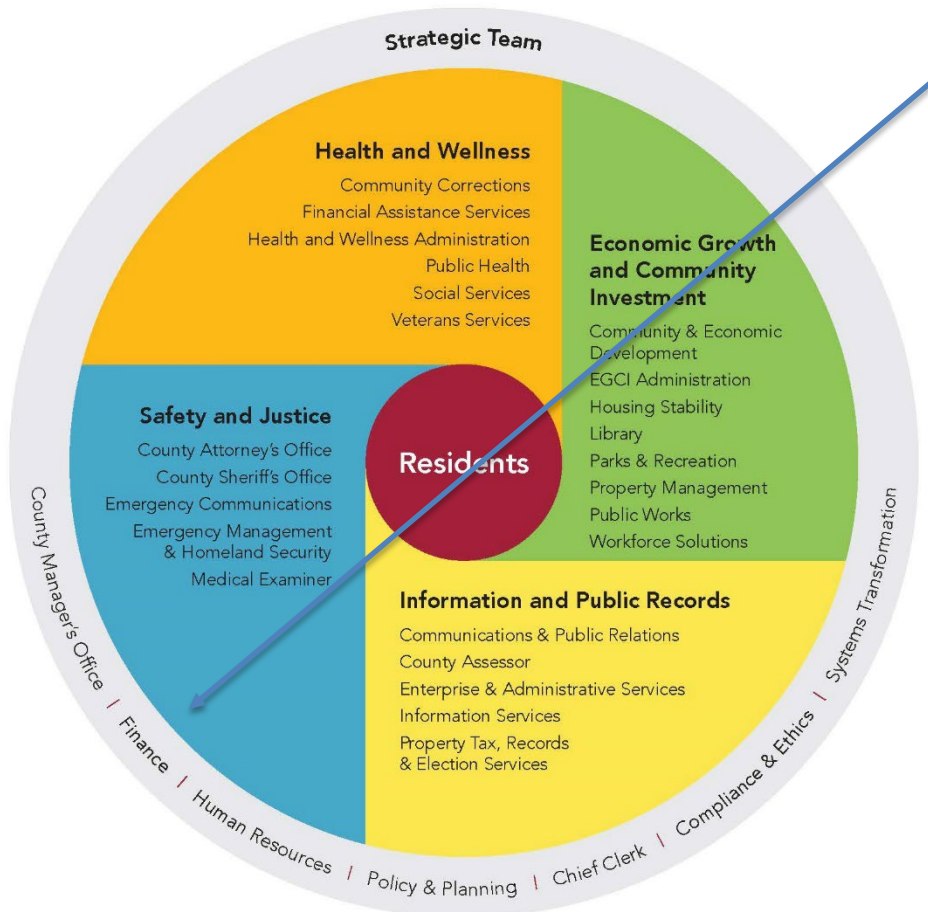 Strategic Team
Health and Wellness
Community Corrections
Financial Assistance Services
Health and Wellness Administration
Public Health
Social Services
Veterans Services
Economic Growth
and Community
Investment
Community & Economic
Development
EGCI Administration
Housing Stability
Library
Parks & Recreation
Property Management
Public Works
Workforce Solutions
Safety and Justice
County Attorney's Office
County Sheriff's Office
Emergency Communications
Emergency Management
& Homeland Security
Medical Examiner
Residents
Information and Public Records
Communications & Public Relations
County Assessor
Enterprise & Administrative Services
Information Services
Property Tax, Records
& Election Services
County Manager's Office | Finance | Human Resources | Policy & Planning | Chief Clerk | Compliance & Ethics | Systems Transformation